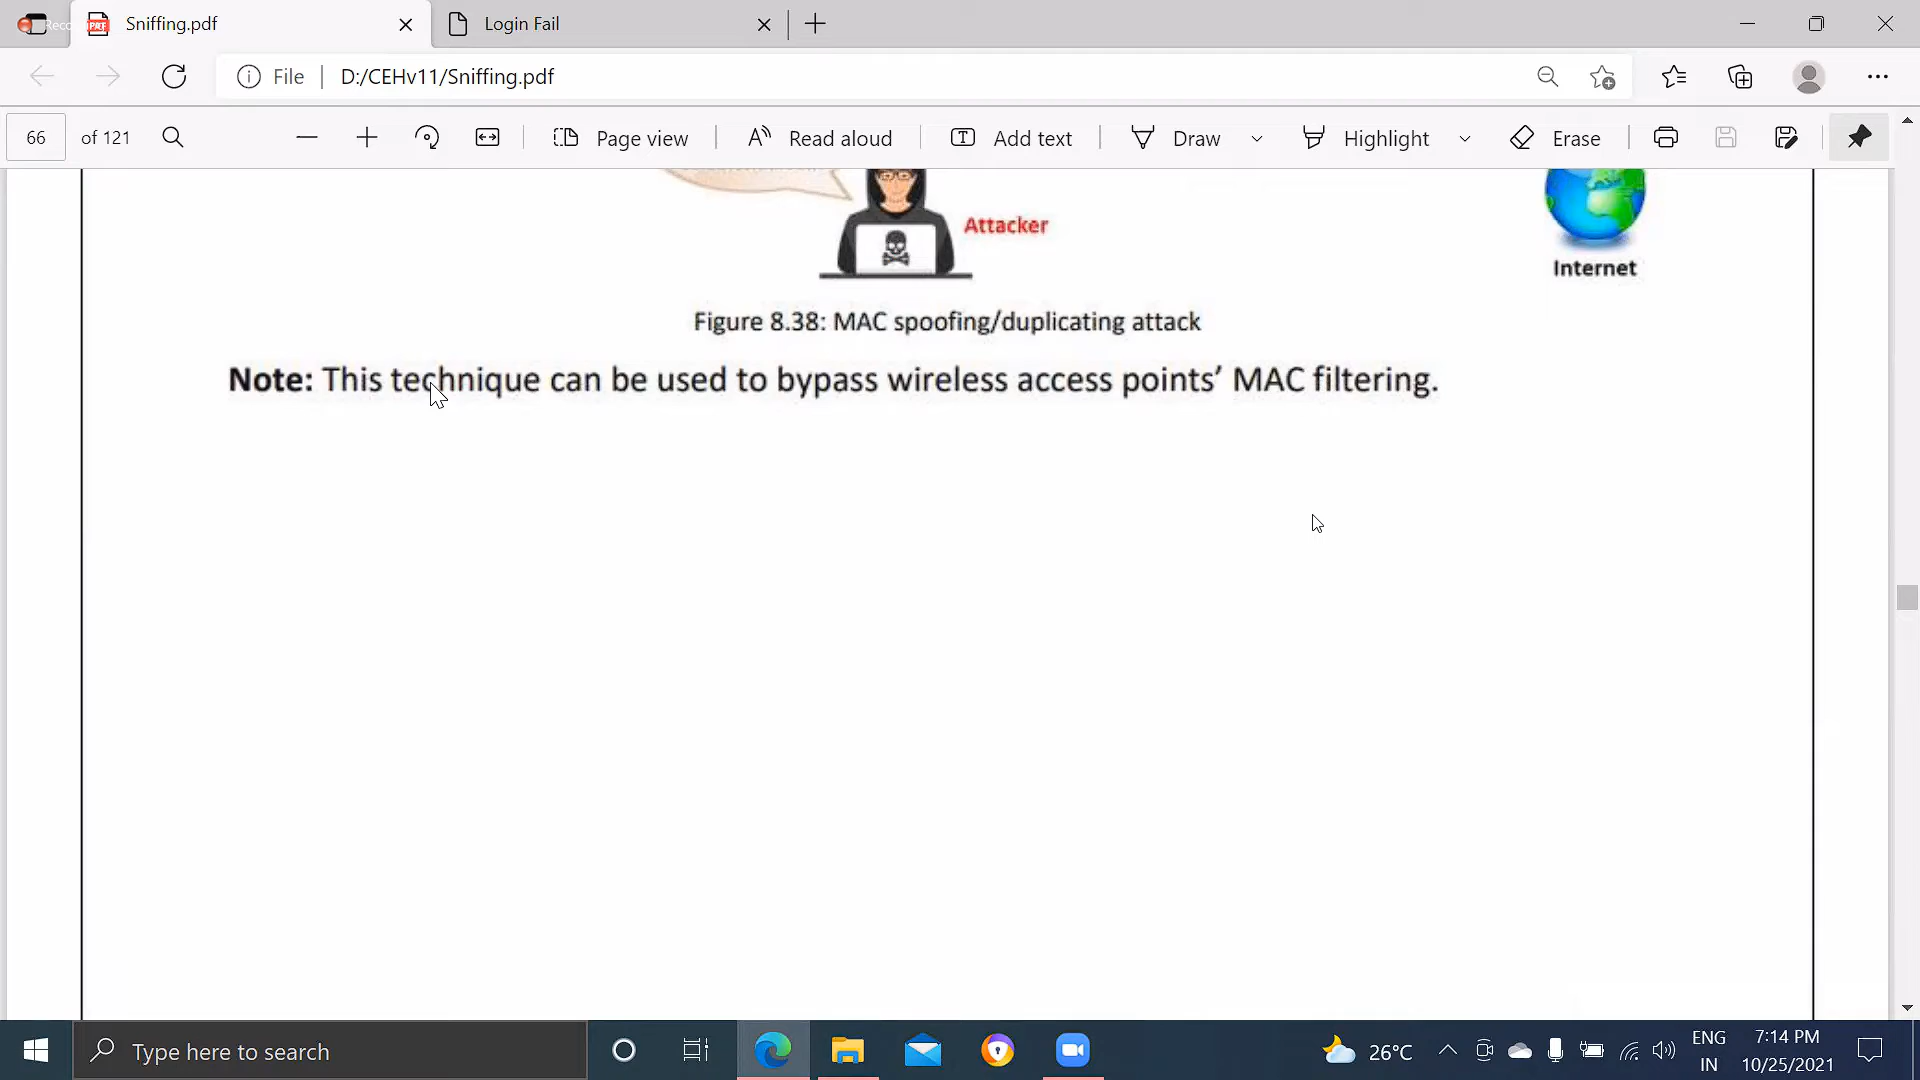 Sniffing.pdf
Login Fail
File
D:/CEHv11/Sniffing.pdf
66 of 121
Page view
Read aloud
Add text
Draw
Highlight
Erase
Attacker
Internet
Figure 8.38: MAC spoofing/duplicating attack
Note: This technique can be used to bypass wireless access points’ MAC filtering.
Type here to search
26°C
ENG
IN
7:14 PM
10/25/2021